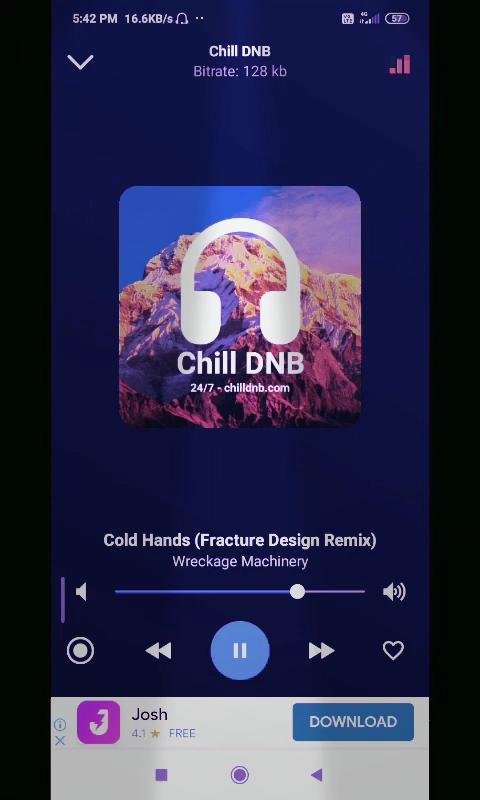 5:42 PM 16.6KB/s
4G
57
Chill DNB
Bitrate: 128 kb
Chill DNB
24/7 - chilldnb.com
Cold Hands (Fracture Design Remix)
Wreckage Machinery
Josh
4.1 ★ FREE
DOWNLOAD